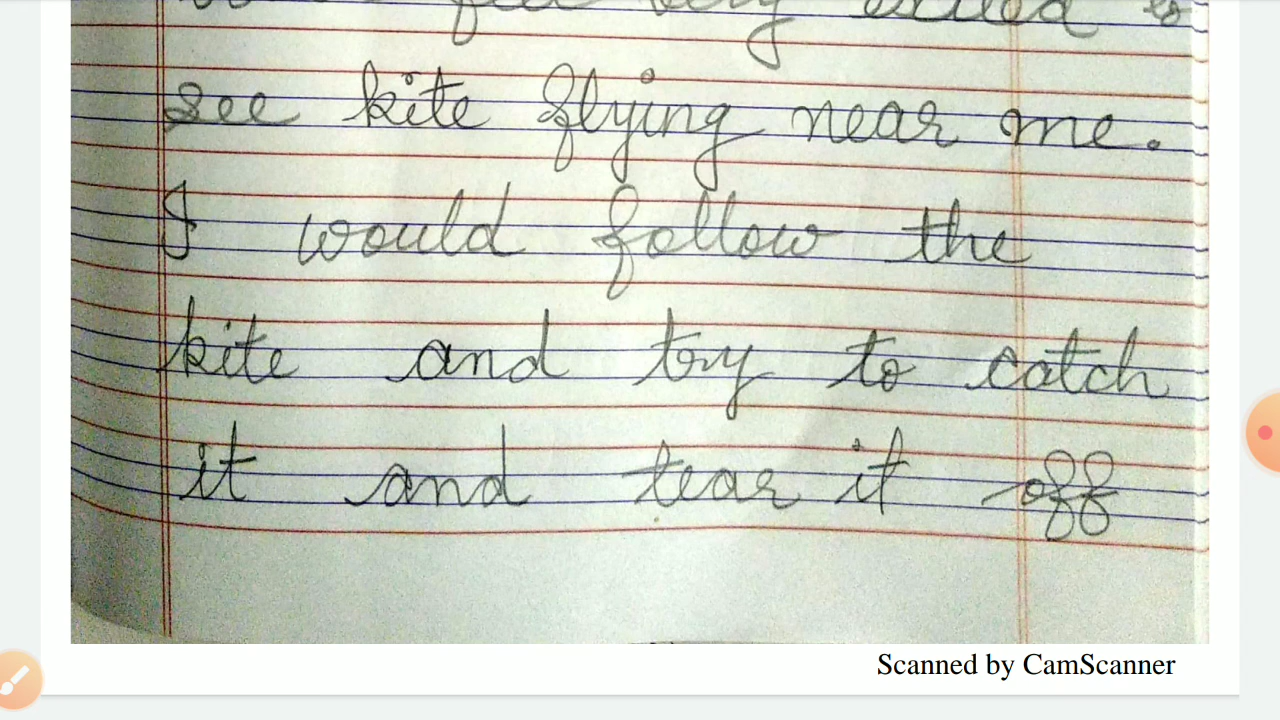 see kite flying near me.
I would follow the
kite and try to catch
it and tear it off
Scanned by CamScanner